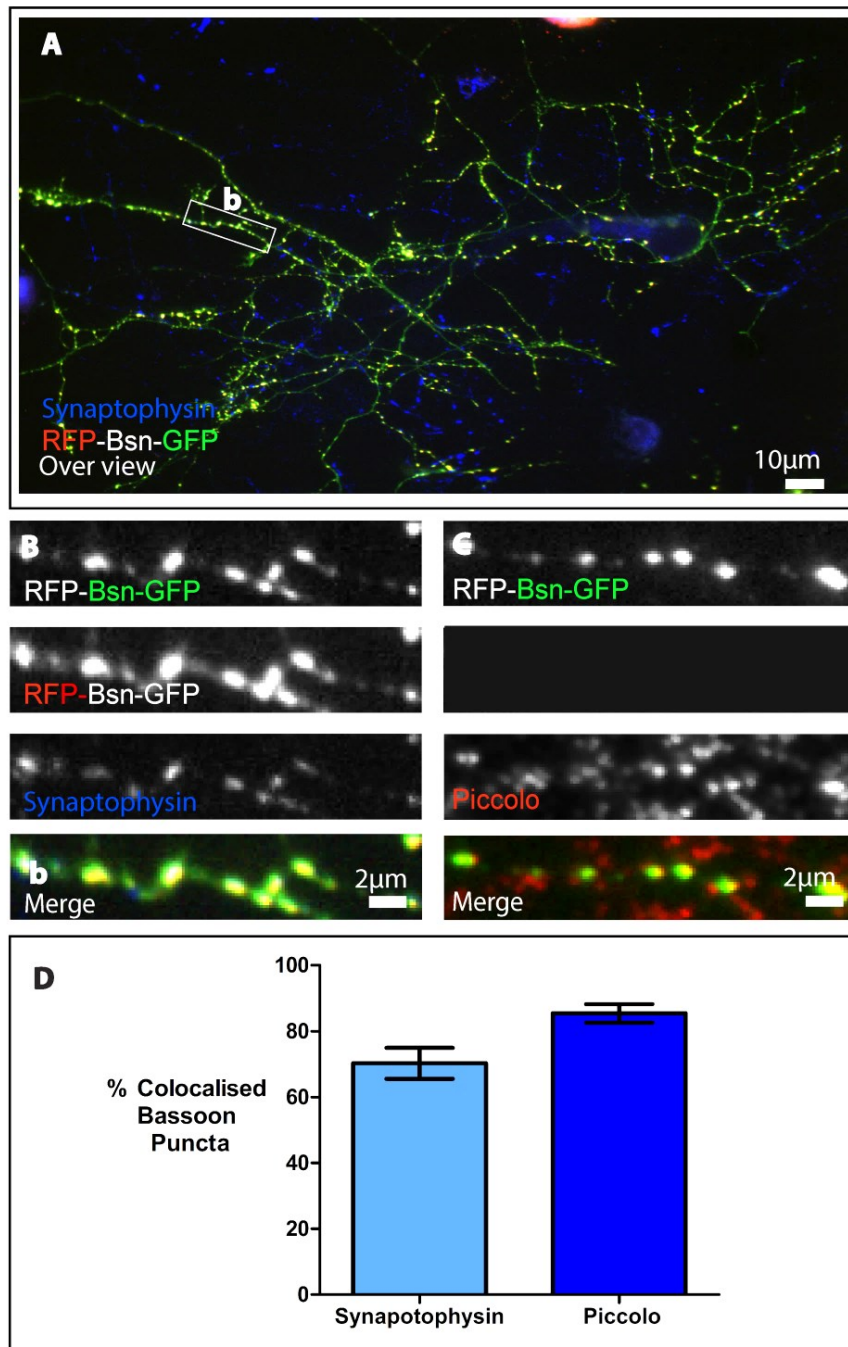 A
b
Synaptophysin
RFP-Bsn-GFP
Over view
10µm
B
RFP-Bsn-GFP
RFP-Bsn-GFP
Synaptophysin
b
Merge
2µm
C
RFP-Bsn-GFP
Piccolo
Merge
2µm
D
% Colocalised
Bassoon
Puncta
100
80
60
40
20
0
Synapotophysin
Piccolo